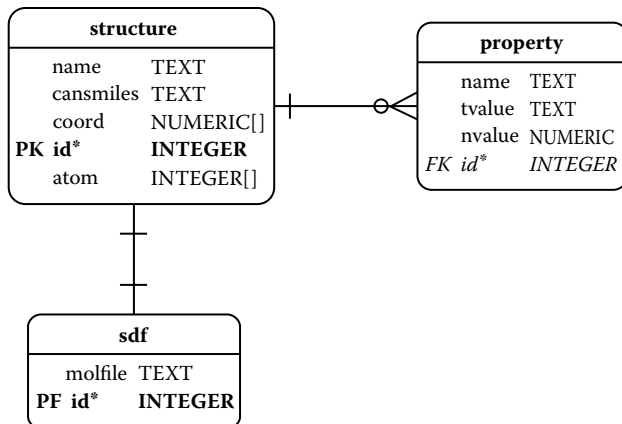 structure
name TEXT
cansmiles TEXT
coord NUMERIC[]
PK id* INTEGER
atom INTEGER[]
property
name TEXT
tvalue TEXT
nvalue NUMERIC
FK id* INTEGER
sdf
molfile TEXT
PF id* INTEGER